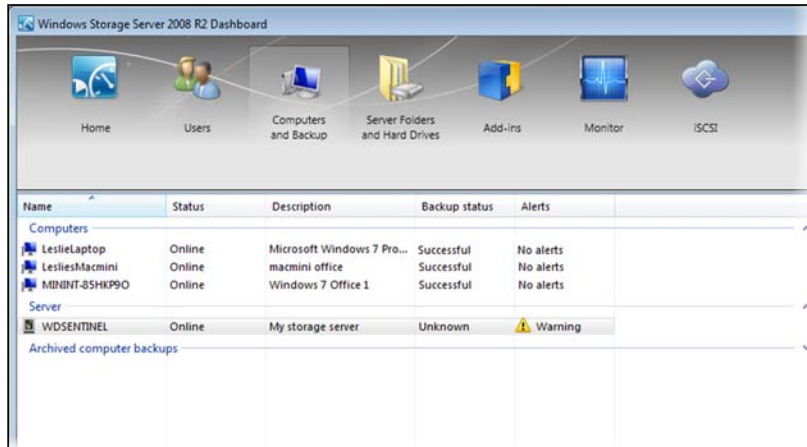 Windows Storage Server 2008 R2 Dashboard
Home
Users
Computers and Backup
Server Folders and Hard Drives
Add-ins
Monitor
iSCSI
Name Status Description Backup status Alerts
Computers
LeslieLaptop Online Microsoft Windows 7 Pro... Successful No alerts
LesliesMacmini Online macmini office Successful No alerts
MININT-85HKP9O Online Windows 7 Office 1 Successful No alerts
Server
WDSENTINEL Online My storage server Unknown Warning
Archived computer backups